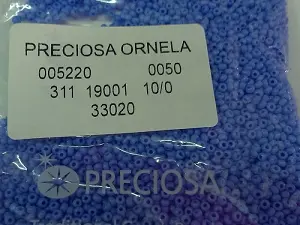 PRECIOSA ORNELA
005220 0050
311 19001 10/0
33020
PRECIOSA